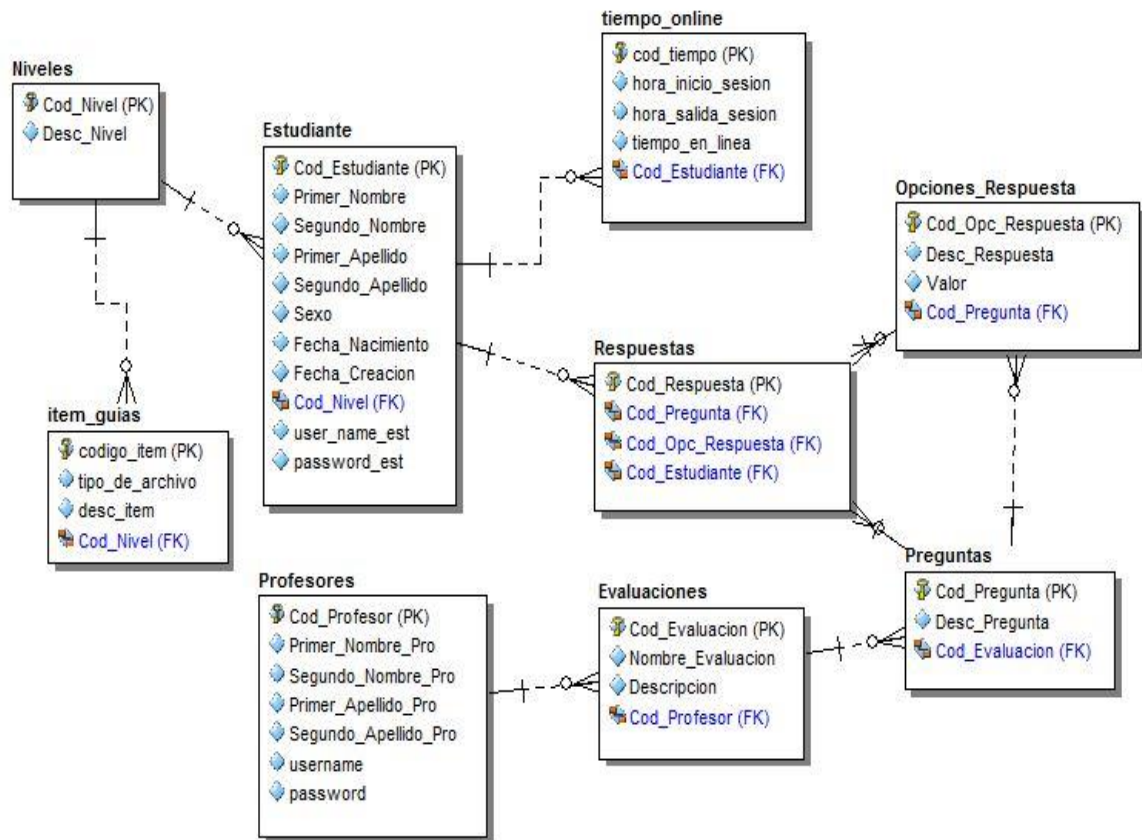 tiempo_online
cod_tiempo (PK)
hora_inicio_sesion
hora_salida_sesion
tiempo_en_linea
Cod_Estudiante (FK)
Niveles
Cod_Nivel (PK)
Desc_Nivel
Estudiante
Cod_Estudiante (PK)
Primer_Nombre
Segundo_Nombre
Primer_Apellido
Segundo_Apellido
Sexo
Fecha_Nacimiento
Fecha_Creacion
Cod_Nivel (FK)
user_name_est
password_est
Opciones_Respuesta
Cod_Opc_Respuesta (PK)
Desc_Respuesta
Valor
Cod_Pregunta (FK)
Respuestas
Cod_Respuesta (PK)
Cod_Pregunta (FK)
Cod_Opc_Respuesta (FK)
Cod_Estudiante (FK)
item_guias
codigo_item (PK)
tipo_de_archivo
desc_item
Cod_Nivel (FK)
Profesores
Cod_Profesor (PK)
Primer_Nombre_Pro
Segundo_Nombre_Pro
Primer_Apellido_Pro
Segundo_Apellido_Pro
username
password
Evaluaciones
Cod_Evaluacion (PK)
Nombre_Evaluacion
Descripcion
Cod_Profesor (FK)
Preguntas
Cod_Pregunta (PK)
Desc_Pregunta
Cod_Evaluacion (FK)